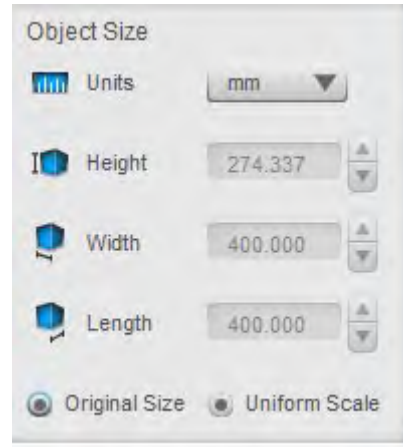 Object Size
Units mm
Height 274.337
Width 400.000
Length 400.000
Original Size Uniform Scale